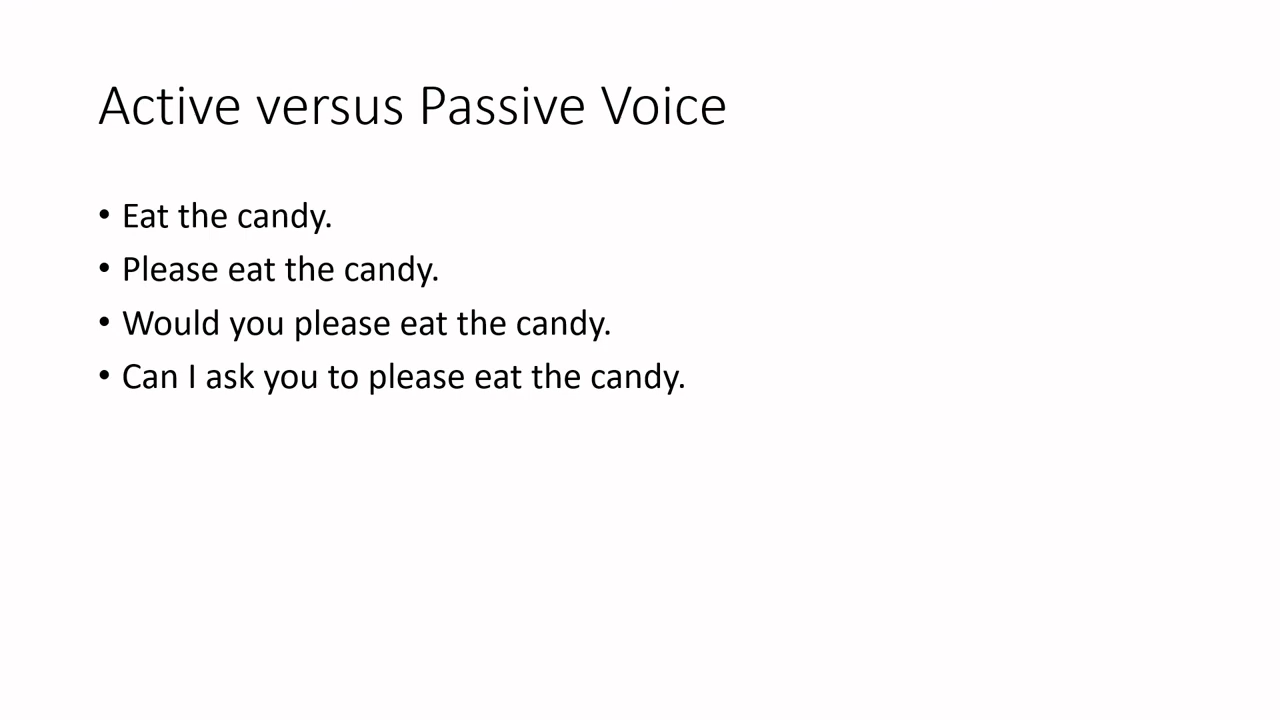 Active versus Passive Voice
• Eat the candy.
• Please eat the candy.
• Would you please eat the candy.
• Can I ask you to please eat the candy.